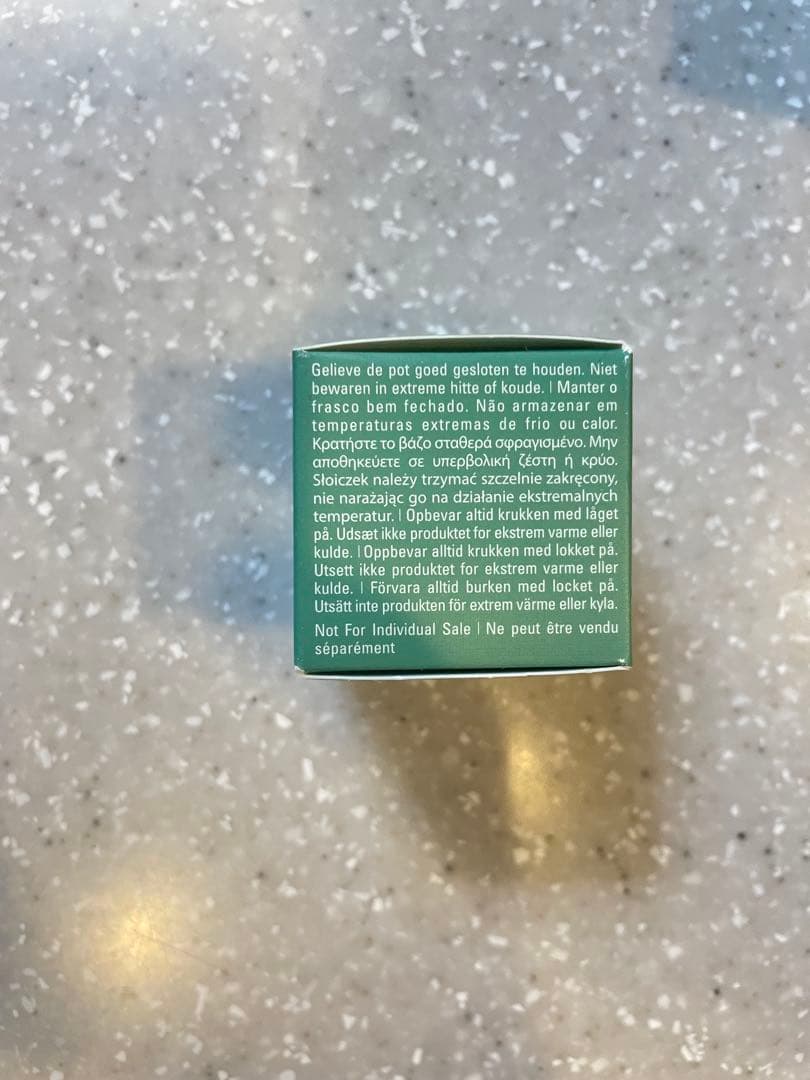 Gelieve de pot goed gesloten te houden. Niet
bewaren in extreme hitte of koude. | Manter o
frasco bem fechado. Não armazenar em
temperaturas extremas de frio ou calor.
Κρατήστε το βάζο σταθερά σφραγισμένο. Μην
αποθηκεύετε σε υπερβολική ζέστη ή κρύο.
Słoiczek należy trzymać szczelnie zakręcony,
nie narażając go na działanie ekstremalnych
temperatur. | Opbevar altid krukken med låget
på. Udsæt ikke produktet for ekstrem varme eller
kulde. | Oppbevar alltid krukken med lokket på.
Utsett ikke produktet for ekstrem varme eller
kulde. | Förvara alltid burken med locket på.
Utsätt inte produkten för extrem värme eller kyla.
Not For Individual Sale | Ne peut être vendu
séparément